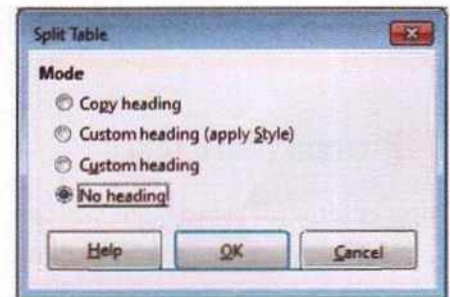 Split Table
Mode
Copy heading
Custom heading (apply Style)
Custom heading
No heading
Help OK Cancel